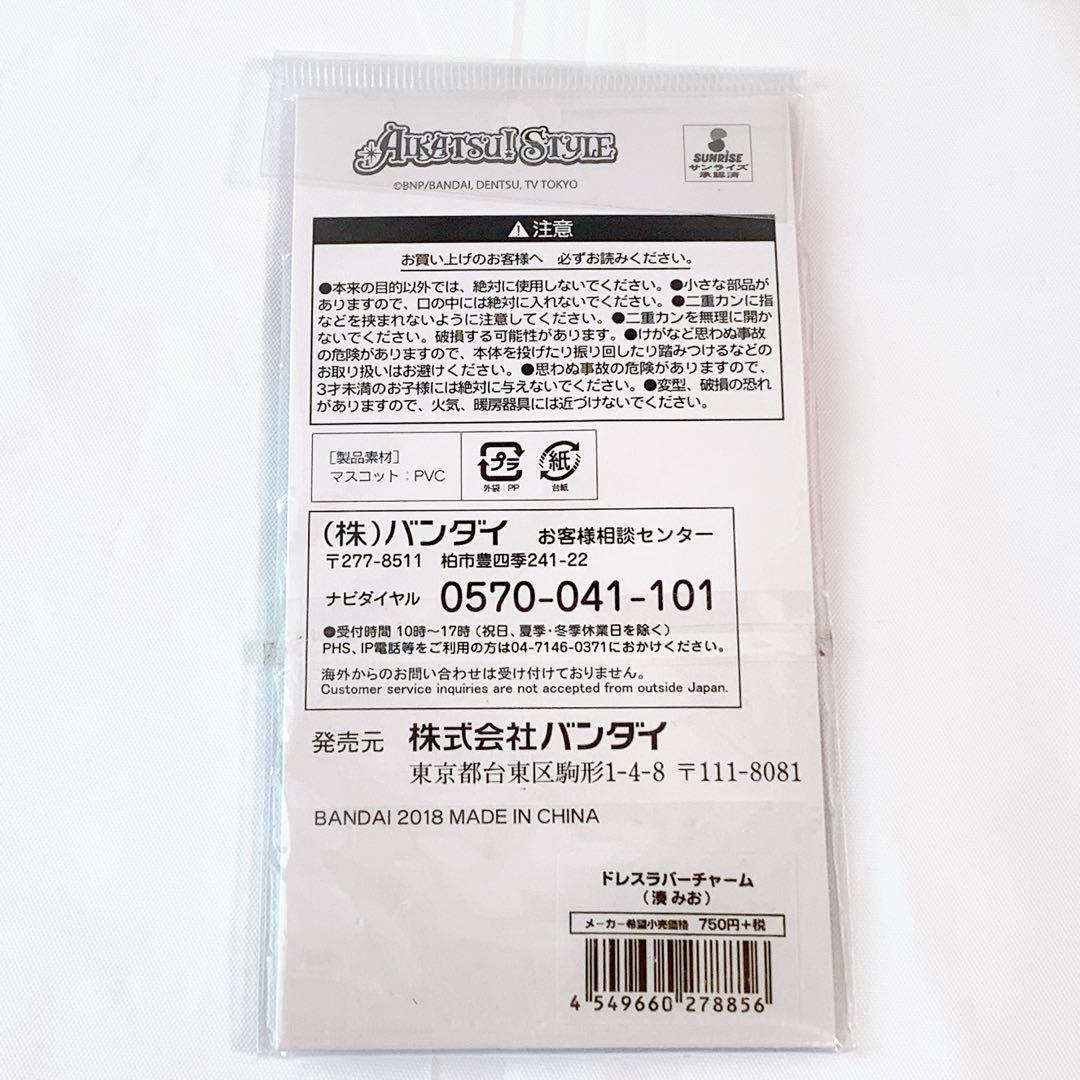 AIKATSU! STYLE
©BNP/BANDAI, DENTSU, TV TOKYO
SUNRISE
サンライズ
承認済
注意
お買い上げのお客様へ 必ずお読みください。
●本来の目的以外では、絶対に使用しないでください。●小さな部品が
ありますので、口の中には絶対に入れないでください。●二重カンに指
などを挟まれないように注意してください。●二重カンを無理に開か
ないでください。破損する可能性があります。●けがなど思わぬ事故
の危険がありますので、本体を投げたり振り回したり踏みつけるなどの
お取り扱いはお避けください。●思わぬ事故の危険がありますので、
3才未満のお子様には絶対に与えないでください。●変型、破損の恐れ
がありますので、火気、暖房器具には近づけないでください。
［製品素材］
マスコット：PVC
プラ
外袋：PP
紙
台紙
(株)バンダイ お客様相談センター
〒277-8511 柏市豊四季241-22
ナビダイヤル 0570-041-101
●受付時間 10時～17時（祝日、夏季・冬季休業日を除く）
PHS、IP電話等をご利用の方は04-7146-0371におかけください。
海外からのお問い合わせは受け付けておりません。
Customer service inquiries are not accepted from outside Japan.
発売元 株式会社バンダイ
東京都台東区駒形1-4-8 〒111-8081
BANDAI 2018 MADE IN CHINA
ドレスラバーチャーム
（湊 みお）
メーカー希望小売価格 750円+税
4 549660 278856